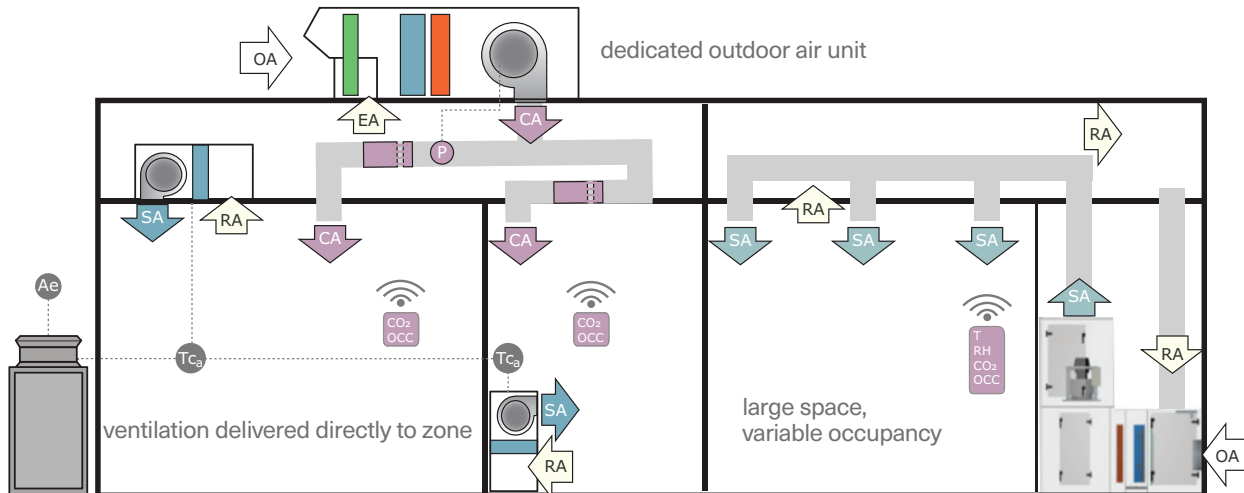 dedicated outdoor air unit
OA
EA
CA
RA
P
SA
RA
CA
CA
RA
SA
SA
SA
Ae
CO₂
OCC
CO₂
OCC
T
RH
CO₂
OCC
SA
RA
Tcₐ
Tcₐ
SA
ventilation delivered directly to zone
large space,
variable occupancy
RA
OA